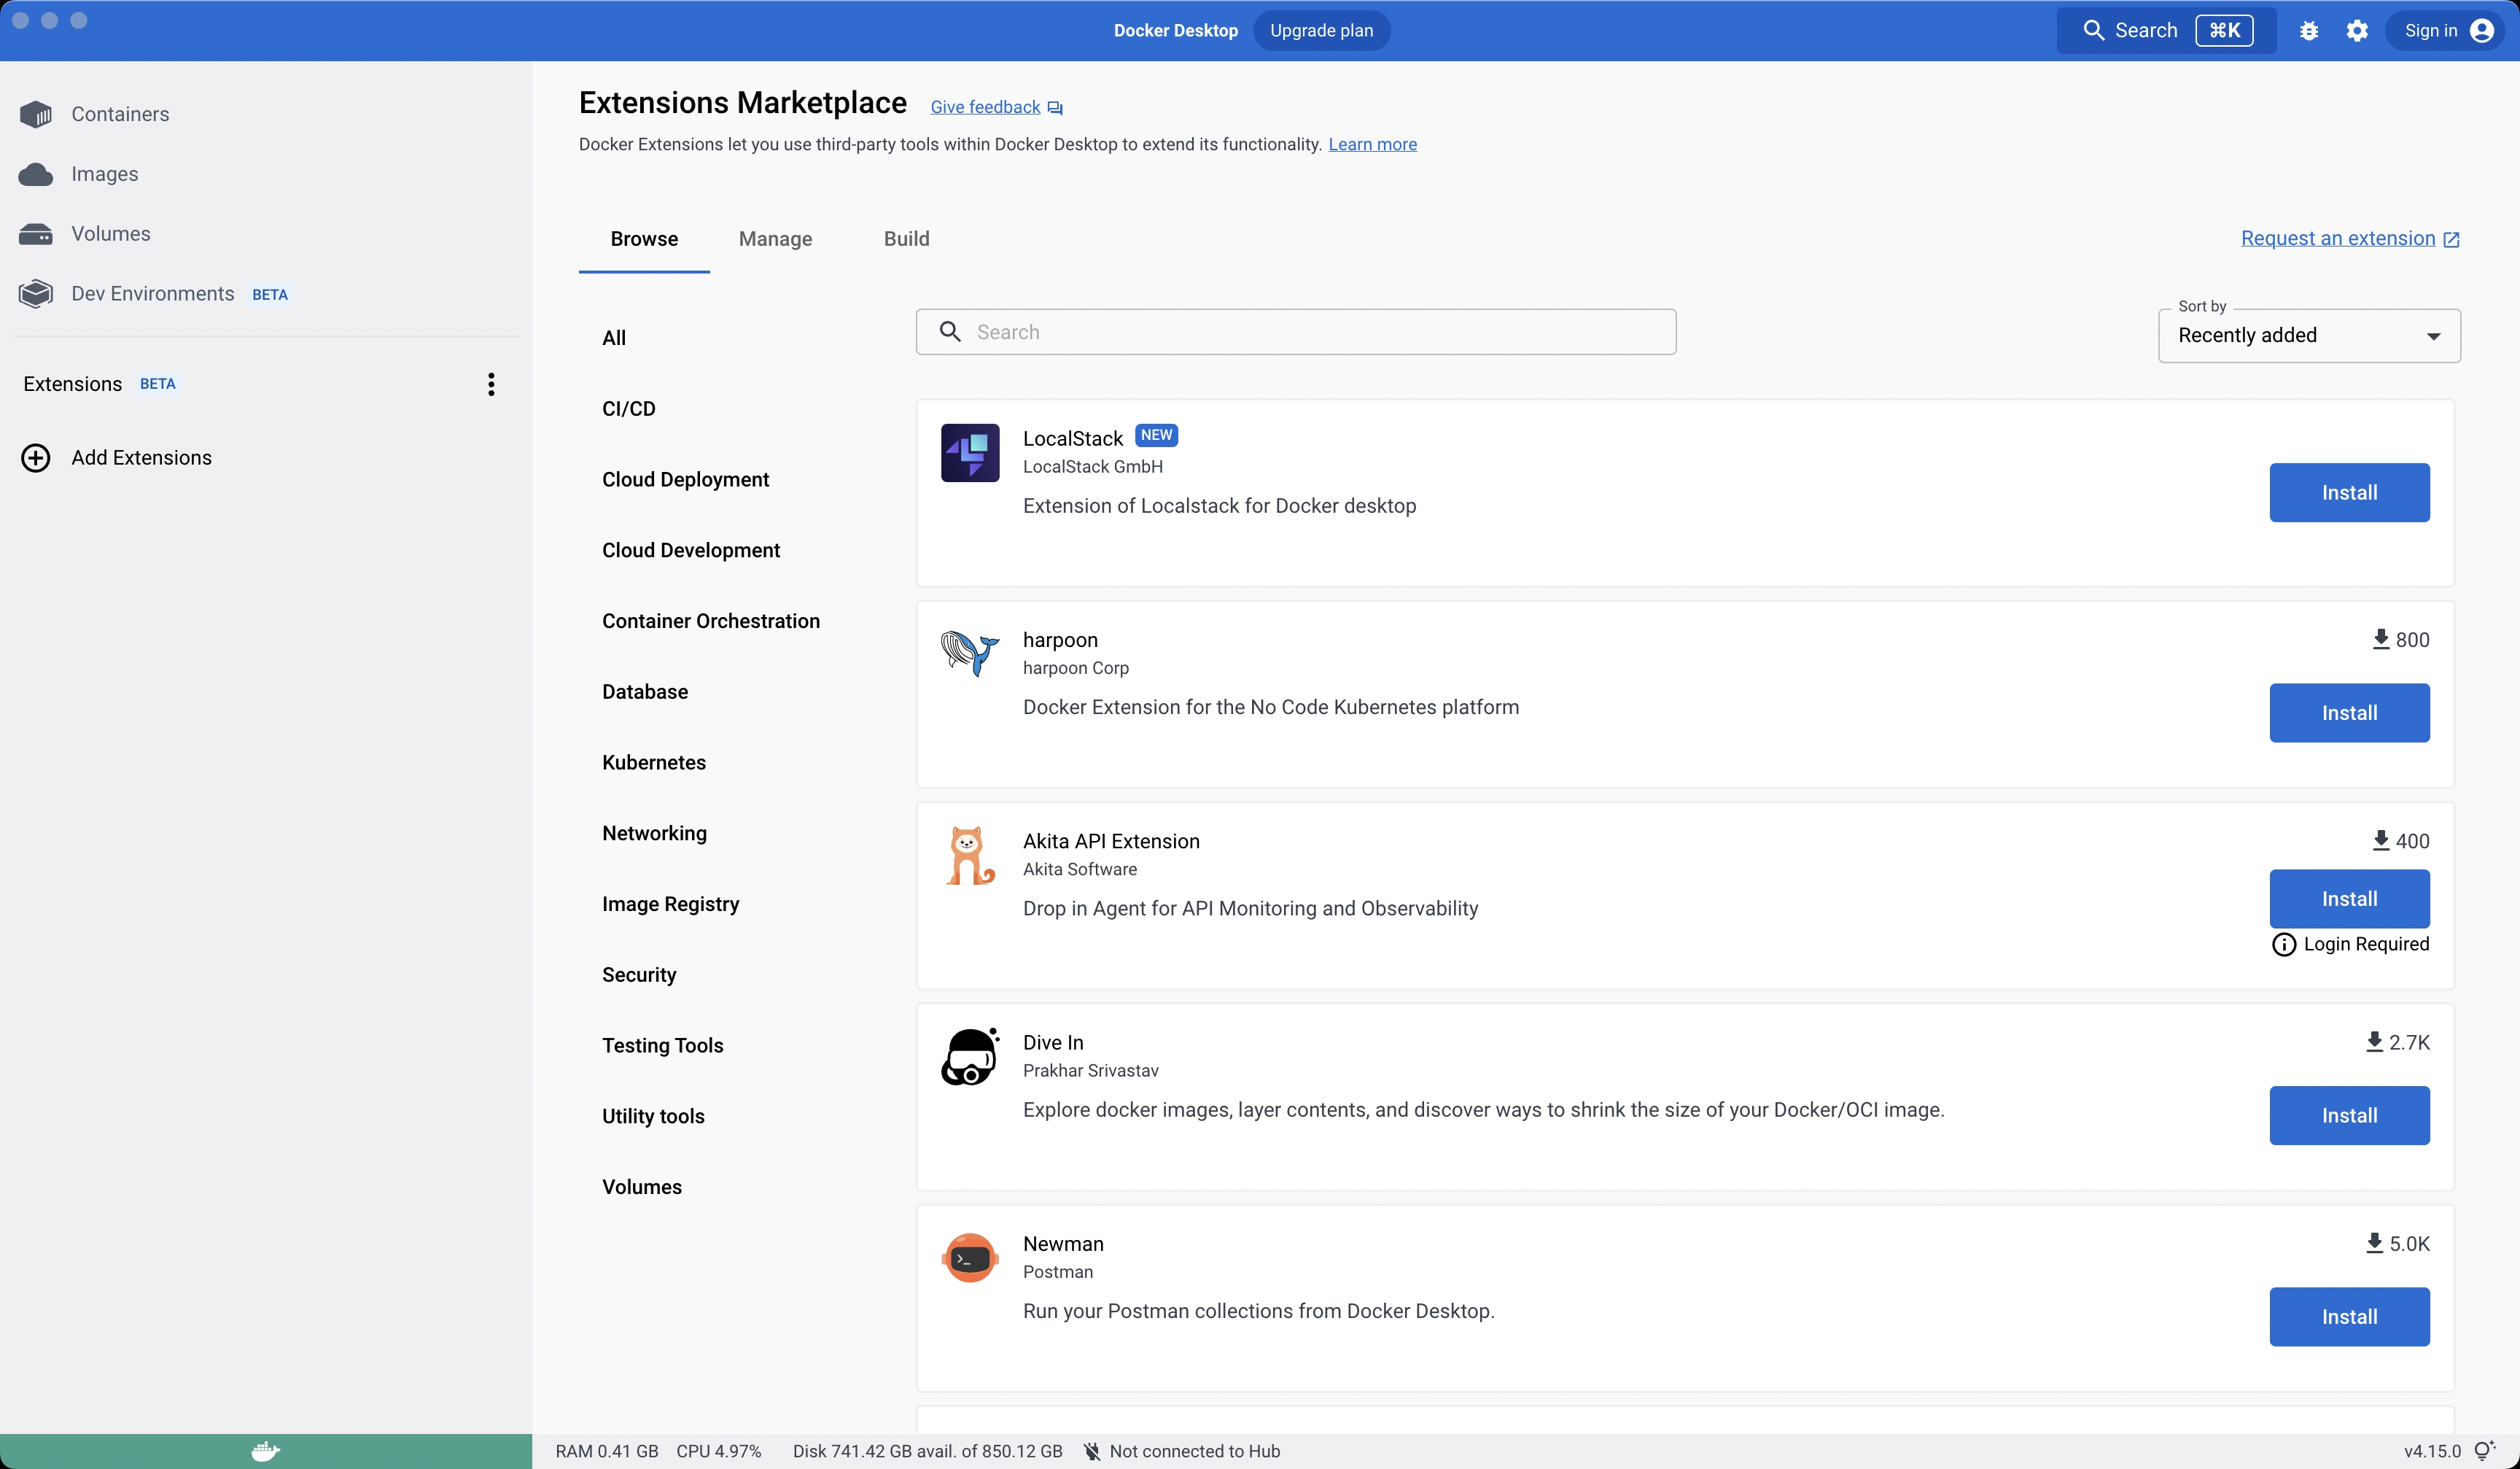 Docker Desktop
Upgrade plan
Search ⌘K
Sign in
Containers
Images
Volumes
Dev Environments BETA
Extensions BETA
Add Extensions
Extensions Marketplace Give feedback
Docker Extensions let you use third-party tools within Docker Desktop to extend its functionality. Learn more
Browse
Manage
Build
Request an extension
All
CI/CD
Cloud Deployment
Cloud Development
Container Orchestration
Database
Kubernetes
Networking
Image Registry
Security
Testing Tools
Utility tools
Volumes
Search
Sort by
Recently added
LocalStack NEW
LocalStack GmbH
Extension of Localstack for Docker desktop
Install
harpoon
harpoon Corp
Docker Extension for the No Code Kubernetes platform
800
Install
Akita API Extension
Akita Software
Drop in Agent for API Monitoring and Observability
400
Install
Login Required
Dive In
Prakhar Srivastav
Explore docker images, layer contents, and discover ways to shrink the size of your Docker/OCI image.
2.7K
Install
Newman
Postman
Run your Postman collections from Docker Desktop.
5.0K
Install
RAM 0.41 GB CPU 4.97% Disk 741.42 GB avail. of 850.12 GB Not connected to Hub
v4.15.0